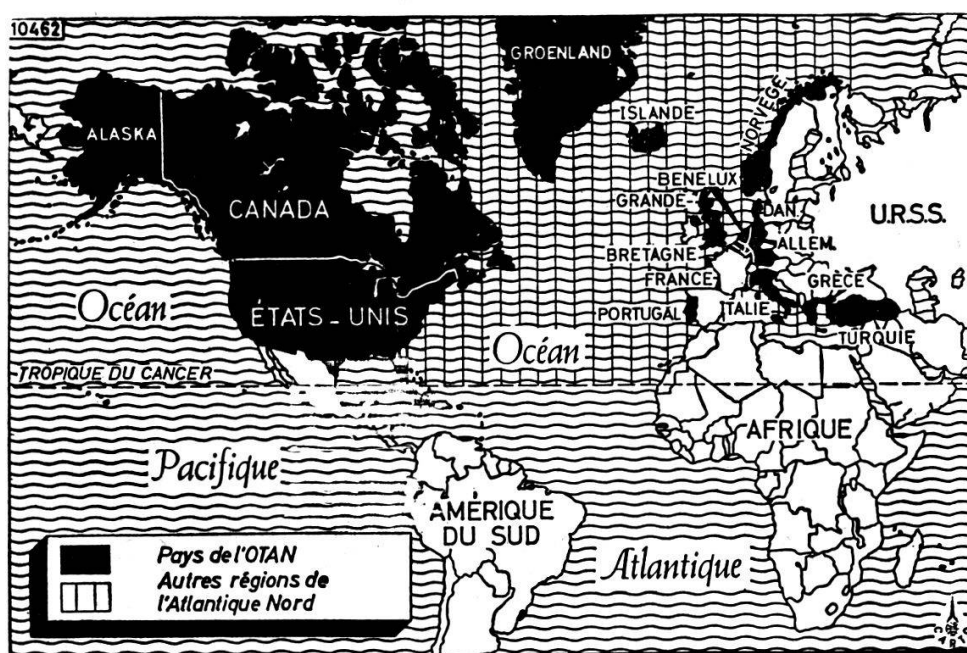 10462
GROENLAND
ISLANDE
NORVÈGE
ALASKA
CANADA
BENELUX
GRANDE-
BRETAGNE
DAN.
ALLEM.
U.R.S.S.
FRANCE
GRÈCE
ÉTATS-UNIS
PORTUGAL
ITALIE
TURQUIE
Océan
Océan
TROPIQUE DU CANCER
AFRIQUE
Pacifique
AMÉRIQUE
DU SUD
Atlantique
Pays de l'OTAN
Autres régions de
l'Atlantique Nord